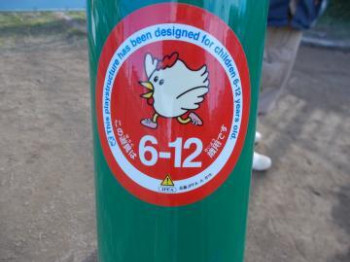 This playstructure has been designed for children 6-12 years old.
6-12
この遊具は
歳用です